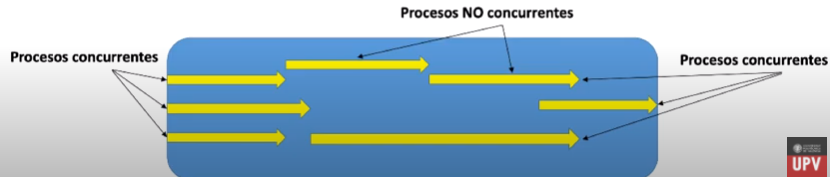 Procesos NO concurrentes
Procesos concurrentes
Procesos concurrentes
UPV